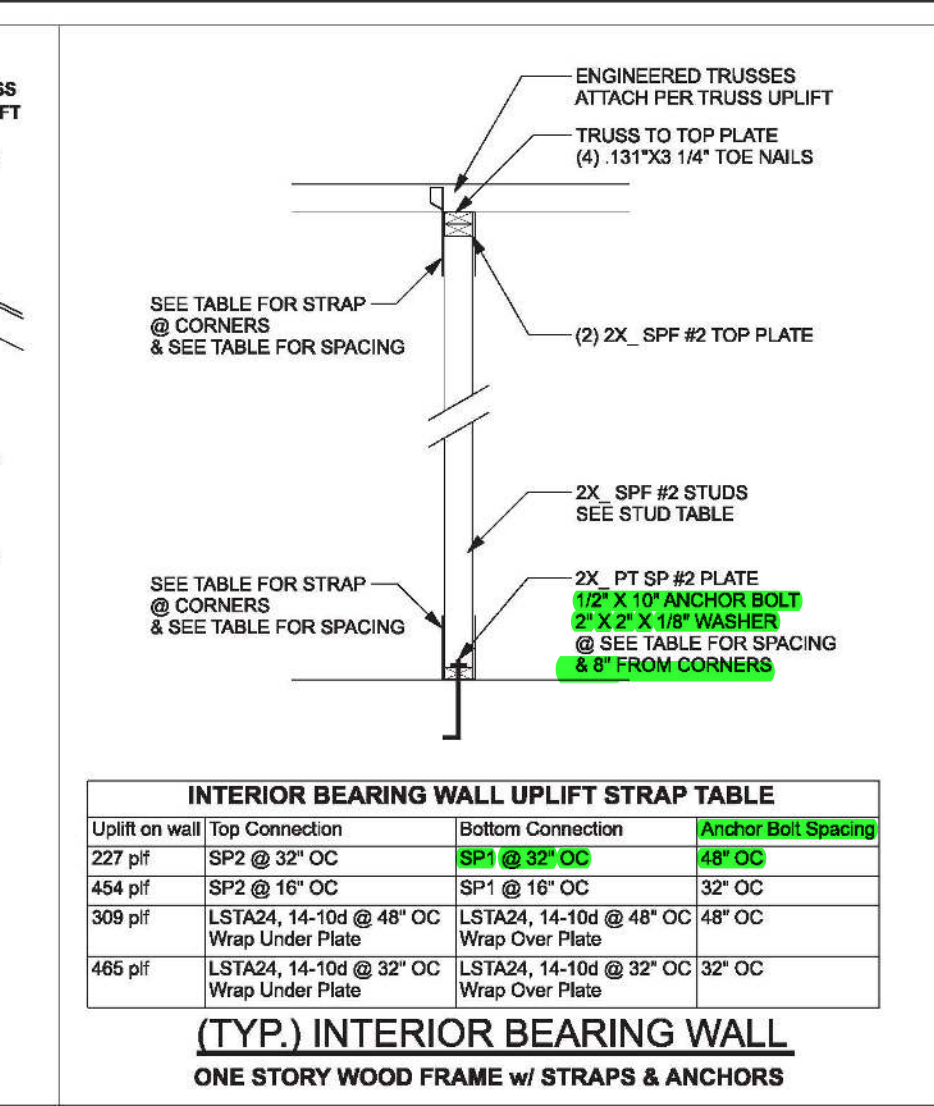 SS
FT
ENGINEERED TRUSSES
ATTACH PER TRUSS UPLIFT
TRUSS TO TOP PLATE
(4) .131"X3 1/4" TOE NAILS
SEE TABLE FOR STRAP
@ CORNERS
& SEE TABLE FOR SPACING
(2) 2X_ SPF #2 TOP PLATE
2X_ SPF #2 STUDS
SEE STUD TABLE
SEE TABLE FOR STRAP
@ CORNERS
& SEE TABLE FOR SPACING
2X_ PT SP #2 PLATE
1/2" X 10" ANCHOR BOLT
2" X 2" X 1/8" WASHER
@ SEE TABLE FOR SPACING
& 8" FROM CORNERS
INTERIOR BEARING WALL UPLIFT STRAP TABLE
Uplift on wall Top Connection Bottom Connection Anchor Bolt Spacing
227 plf SP2 @ 32" OC SP1 @ 32" OC 48" OC
454 plf SP2 @ 16" OC SP1 @ 16" OC 32" OC
309 plf LSTA24, 14-10d @ 48" OC LSTA24, 14-10d @ 48" OC 48" OC
Wrap Under Plate Wrap Over Plate
465 plf LSTA24, 14-10d @ 32" OC LSTA24, 14-10d @ 32" OC 32" OC
Wrap Under Plate Wrap Over Plate
(TYP.) INTERIOR BEARING WALL
ONE STORY WOOD FRAME w/ STRAPS & ANCHORS